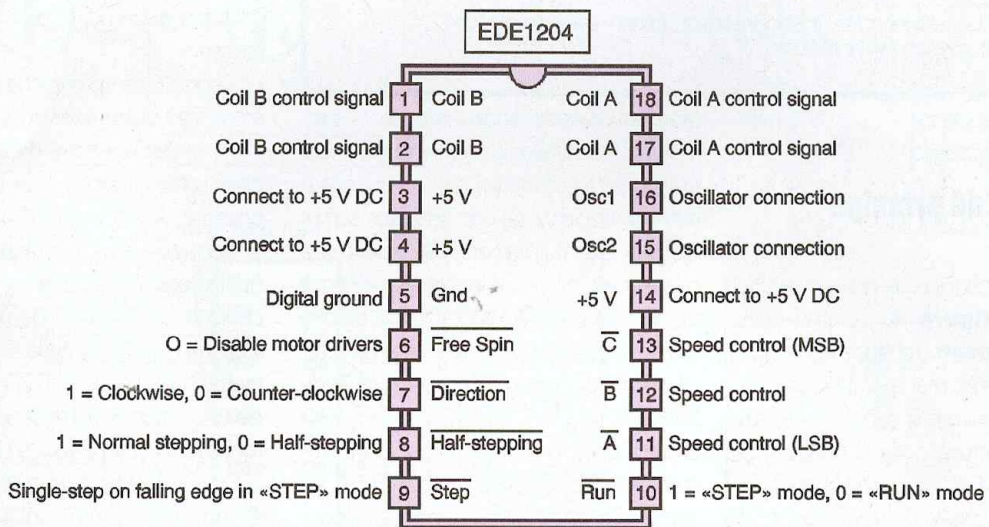 EDE1204
Coil B control signal 1 Coil B Coil A 18 Coil A control signal
Coil B control signal 2 Coil B Coil A 17 Coil A control signal
Connect to +5 V DC 3 +5 V Osc1 16 Oscillator connection
Connect to +5 V DC 4 +5 V Osc2 15 Oscillator connection
Digital ground 5 Gnd +5 V 14 Connect to +5 V DC
O = Disable motor drivers 6 Free Spin C 13 Speed control (MSB)
1 = Clockwise, 0 = Counter-clockwise 7 Direction B 12 Speed control
1 = Normal stepping, 0 = Half-stepping 8 Half-stepping A 11 Speed control (LSB)
Single-step on falling edge in «STEP» mode 9 Step Run 10 1 = «STEP» mode, 0 = «RUN» mode